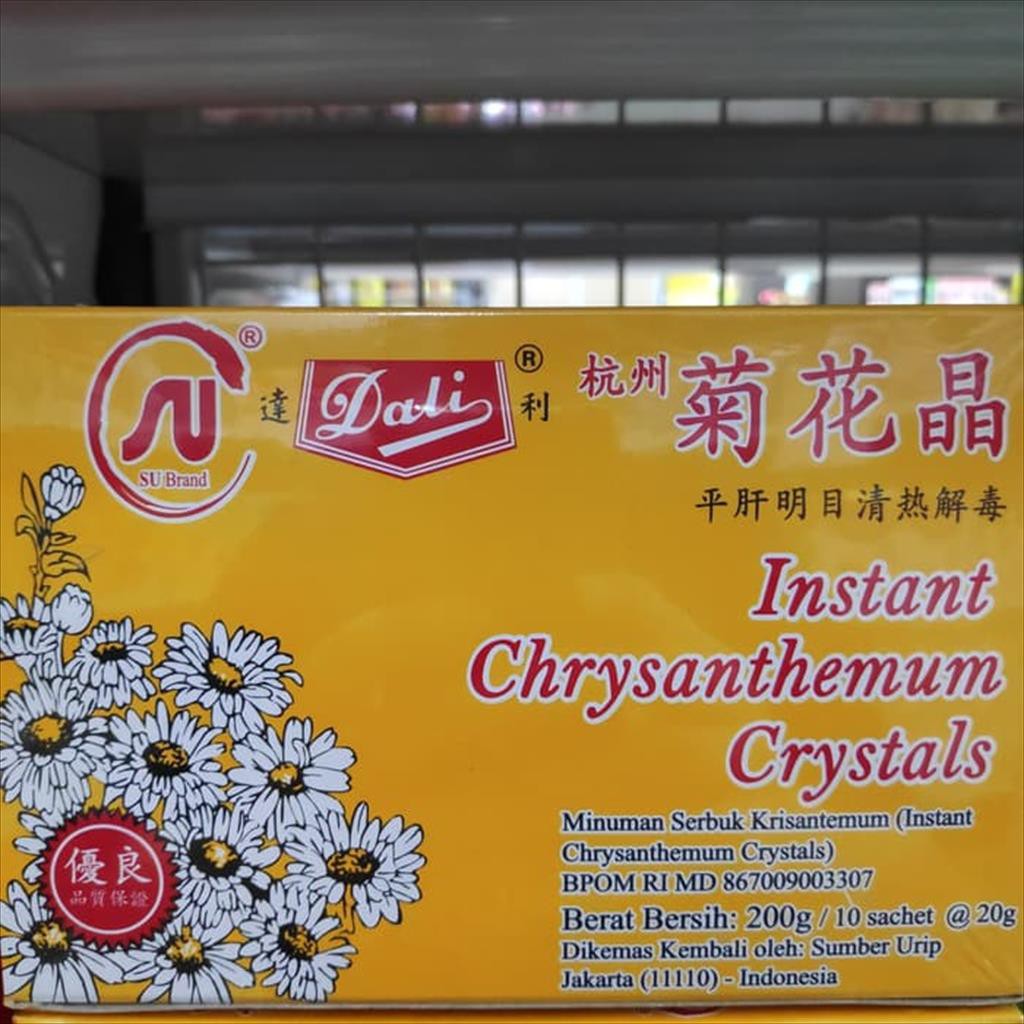 SU Brand
®
達 Dali 利
®
杭州 菊花晶
平肝明目清热解毒
Instant
Chrysanthemum
Crystals
Minuman Serbuk Krisantemum (Instant
Chrysanthemum Crystals)
BPOM RI MD 867009003307
Berat Bersih: 200g / 10 sachet @ 20g
Dikemas Kembali oleh: Sumber Urip
Jakarta (11110) - Indonesia
優良
品質保證